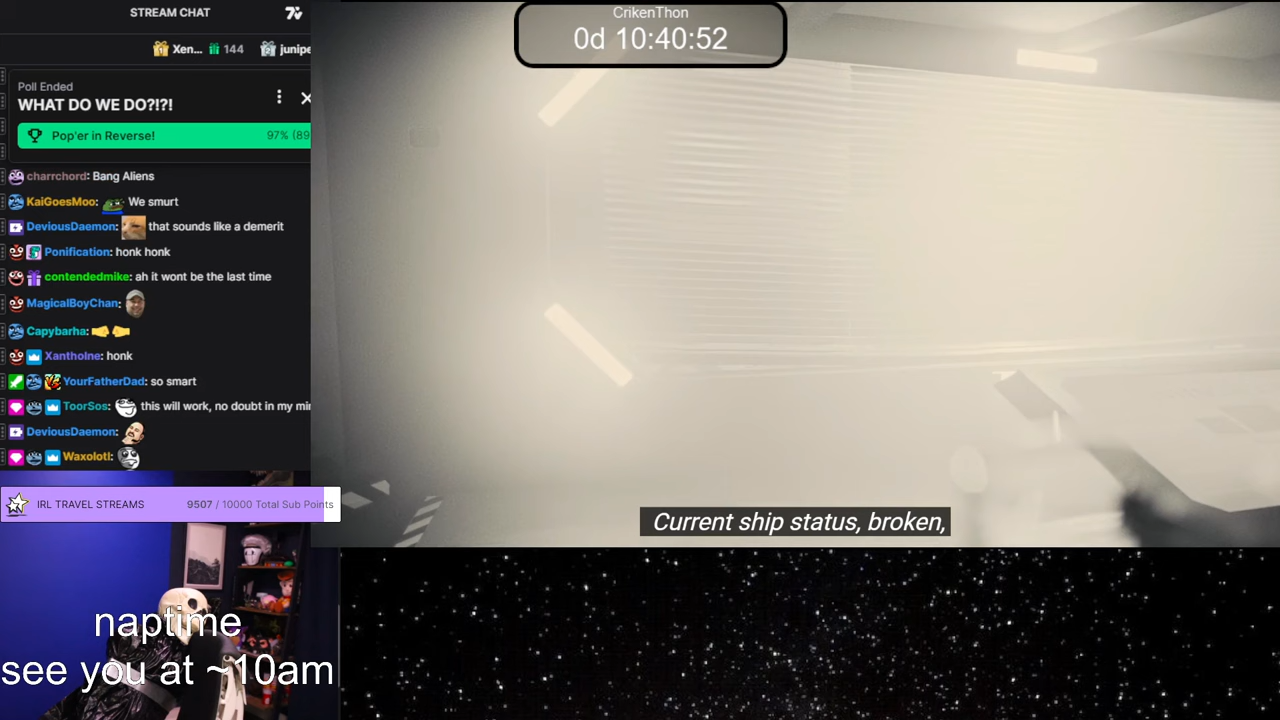 STREAM CHAT
Xen... 144 junipe
Poll Ended
WHAT DO WE DO?!?!
Pop'er in Reverse! 97% (89
charrchord: Bang Aliens
KaiGoesMoo: We smurt
DeviousDaemon: that sounds like a demerit
Ponification: honk honk
contendedmike: ah it wont be the last time
MagicalBoyChan:
Capybarha:
Xantholne: honk
YourFatherDad: so smart
ToorSos: this will work, no doubt in my min
DeviousDaemon:
Waxolotl:
IRL TRAVEL STREAMS 9507 / 10000 Total Sub Points
naptime
see you at ~10am
CrikenThon
0d 10:40:52
Current ship status, broken,